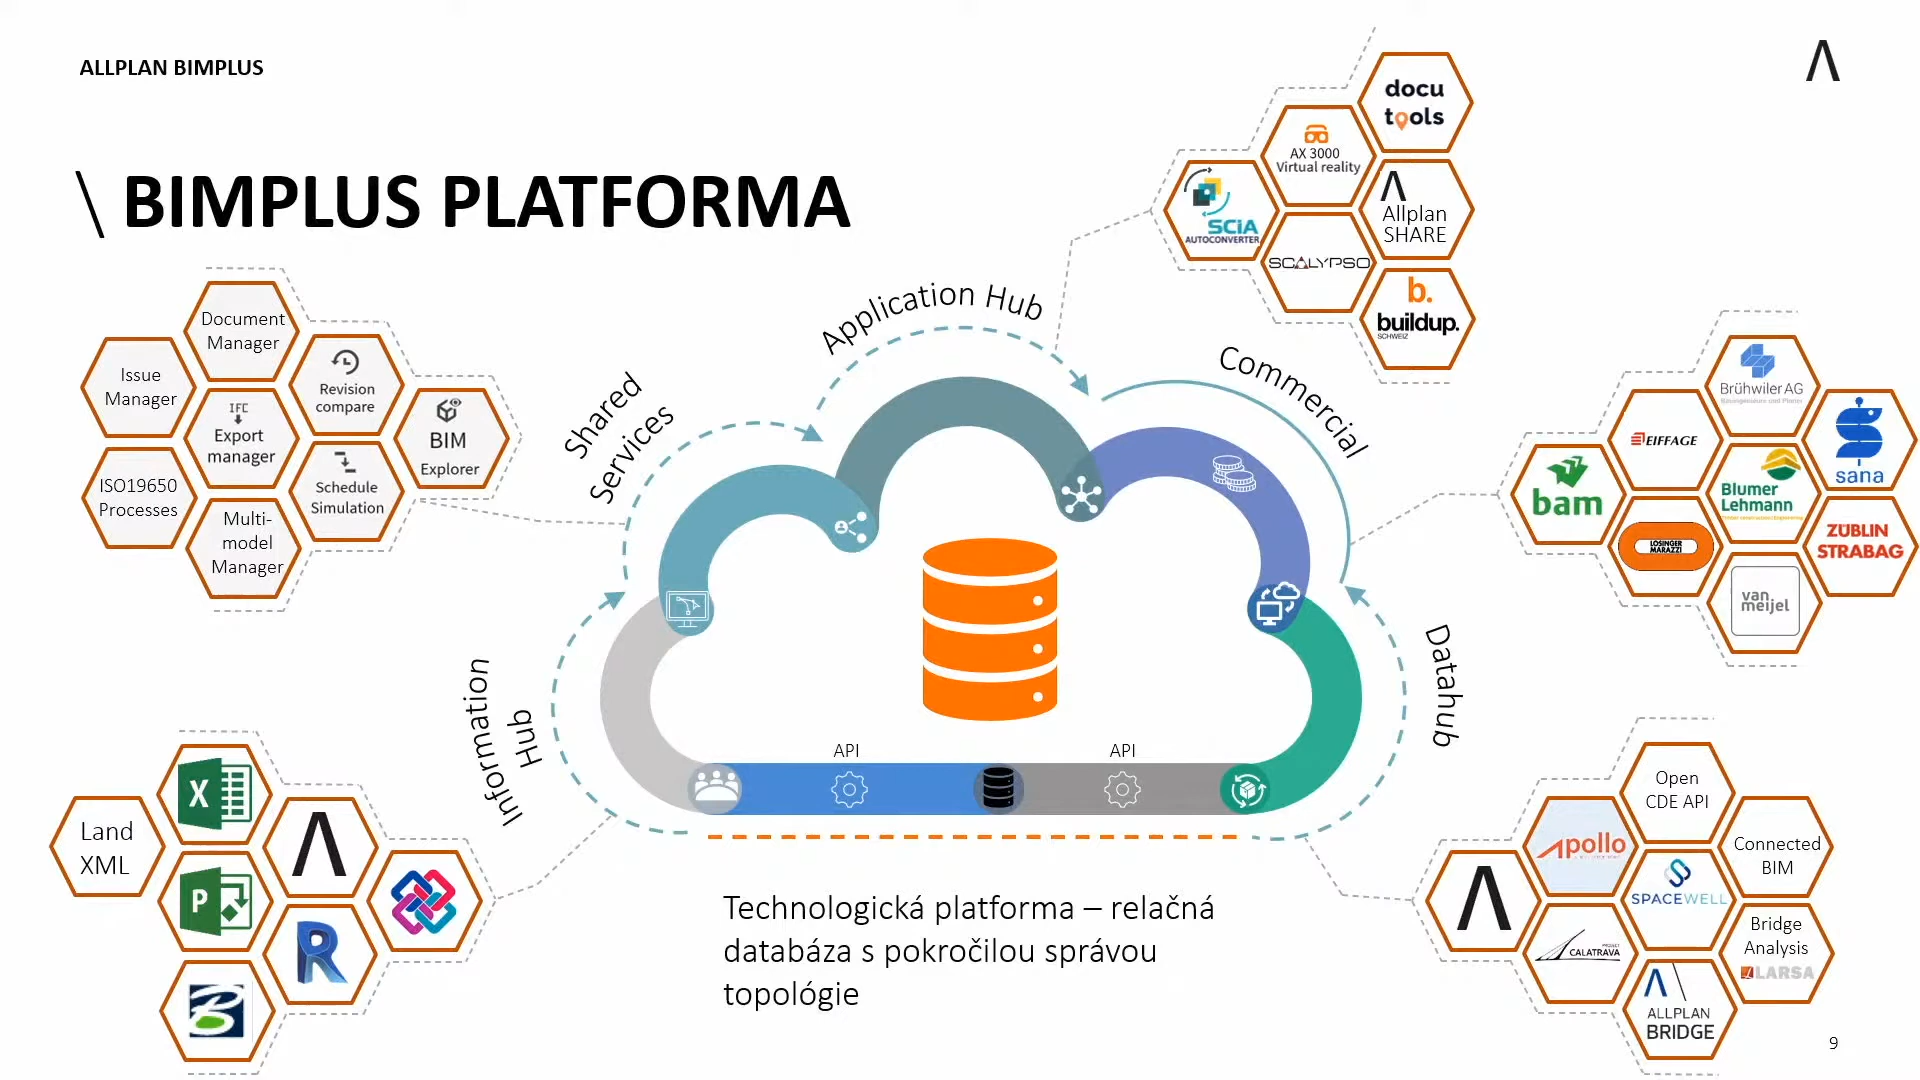 ALLPLAN BIMPLUS
\ BIMPLUS PLATFORMA
docu
tools
AX 3000
Virtual reality
SCiA
AUTOCONVERTER
Allplan
SHARE
SCALYPSO
b.
buildup.
SCHWEIZ
Application Hub
Commercial
Shared
Services
Information
Hub
Datahub
Document
Manager
Issue
Manager
Revision
compare
IFC
Export
manager
BIM
Explorer
ISO19650
Processes
Schedule
Simulation
Multi-
model
Manager
Brühwiler AG
EIFFAGE
sana
bam
Blumer
Lehmann
LOSINGER
MARAZZI
ZÜBLIN
STRABAG
van
meijel
API
API
Land
XML
X
P
R
B
Technologická platforma – relačná
databáza s pokročilou správou
topológie
Open
CDE API
Apollo
Connected
BIM
SPACEWELL
PROJECT
CALATRAVA
Bridge
Analysis
LARSA
ALLPLAN
BRIDGE
9